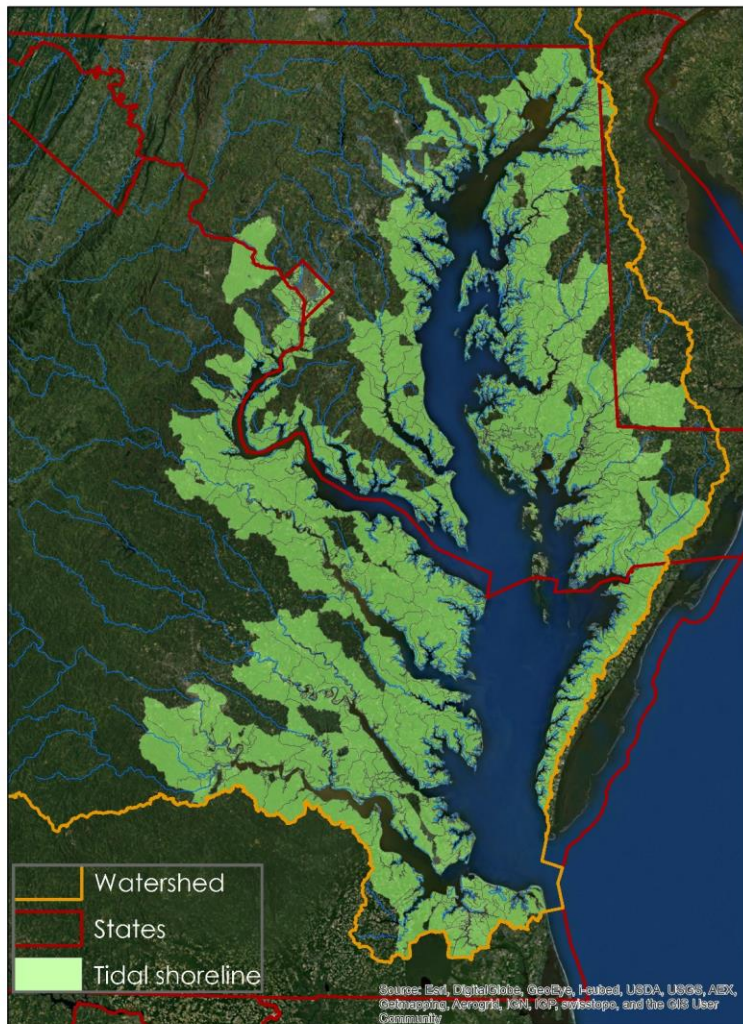 Watershed
States
Tidal shoreline
Source: Esri, DigitalGlobe, GeoEye, i-cubed, USDA, USGS, AEX,
Getmapping, Aerogrid, IGN, IGP, swisstopo, and the GIS User
Community